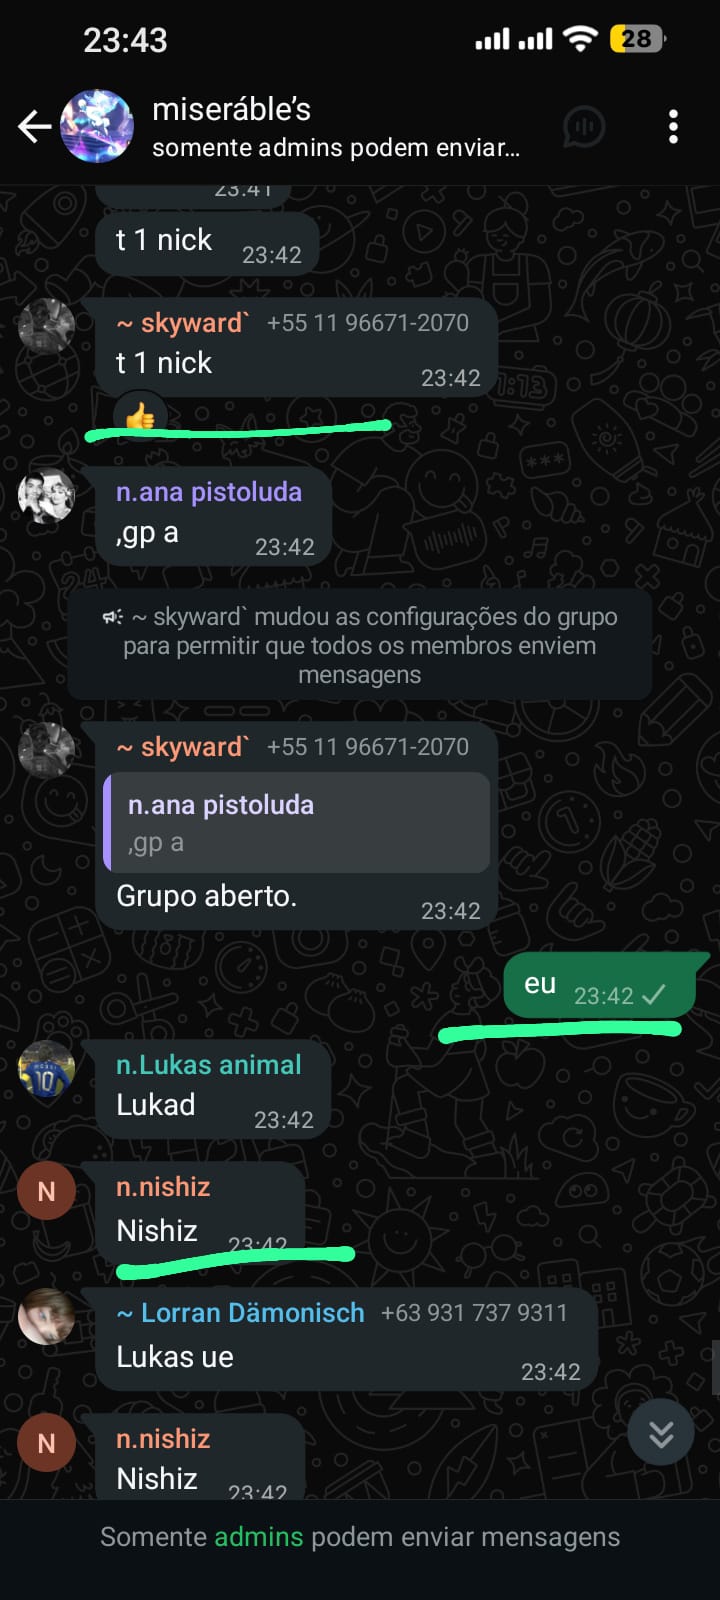 23:43
28
miseráble’s
somente admins podem enviar...
23:41
t 1 nick 23:42
~ skyward` +55 11 96671-2070
t 1 nick
23:42
n.ana pistoluda
,gp a 23:42
~ skyward` mudou as configurações do grupo
para permitir que todos os membros enviem
mensagens
~ skyward` +55 11 96671-2070
n.ana pistoluda
,gp a
Grupo aberto.
23:42
eu 23:42
n.Lukas animal
Lukad 23:42
N
n.nishiz
Nishiz 23:42
~ Lorran Dämonisch +63 931 737 9311
Lukas ue
23:42
N
n.nishiz
Nishiz 23:42
Somente admins podem enviar mensagens